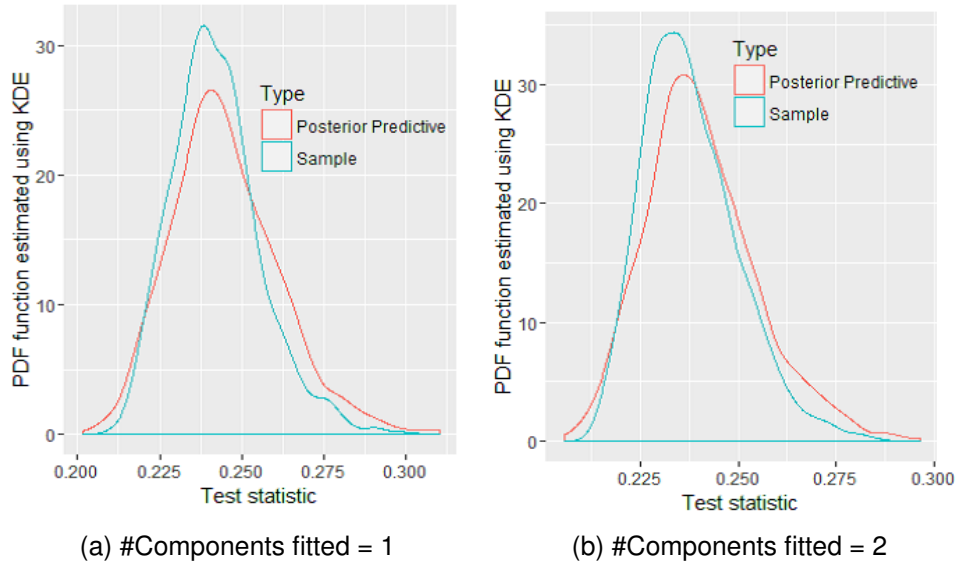 PDF function estimated using KDE
30
20
10
0
Type
Posterior Predictive
Sample
0.200
0.225
0.250
0.275
0.300
Test statistic
(a) #Components fitted = 1
PDF function estimated using KDE
30
20
10
0
Type
Posterior Predictive
Sample
0.225
0.250
0.275
0.300
Test statistic
(b) #Components fitted = 2